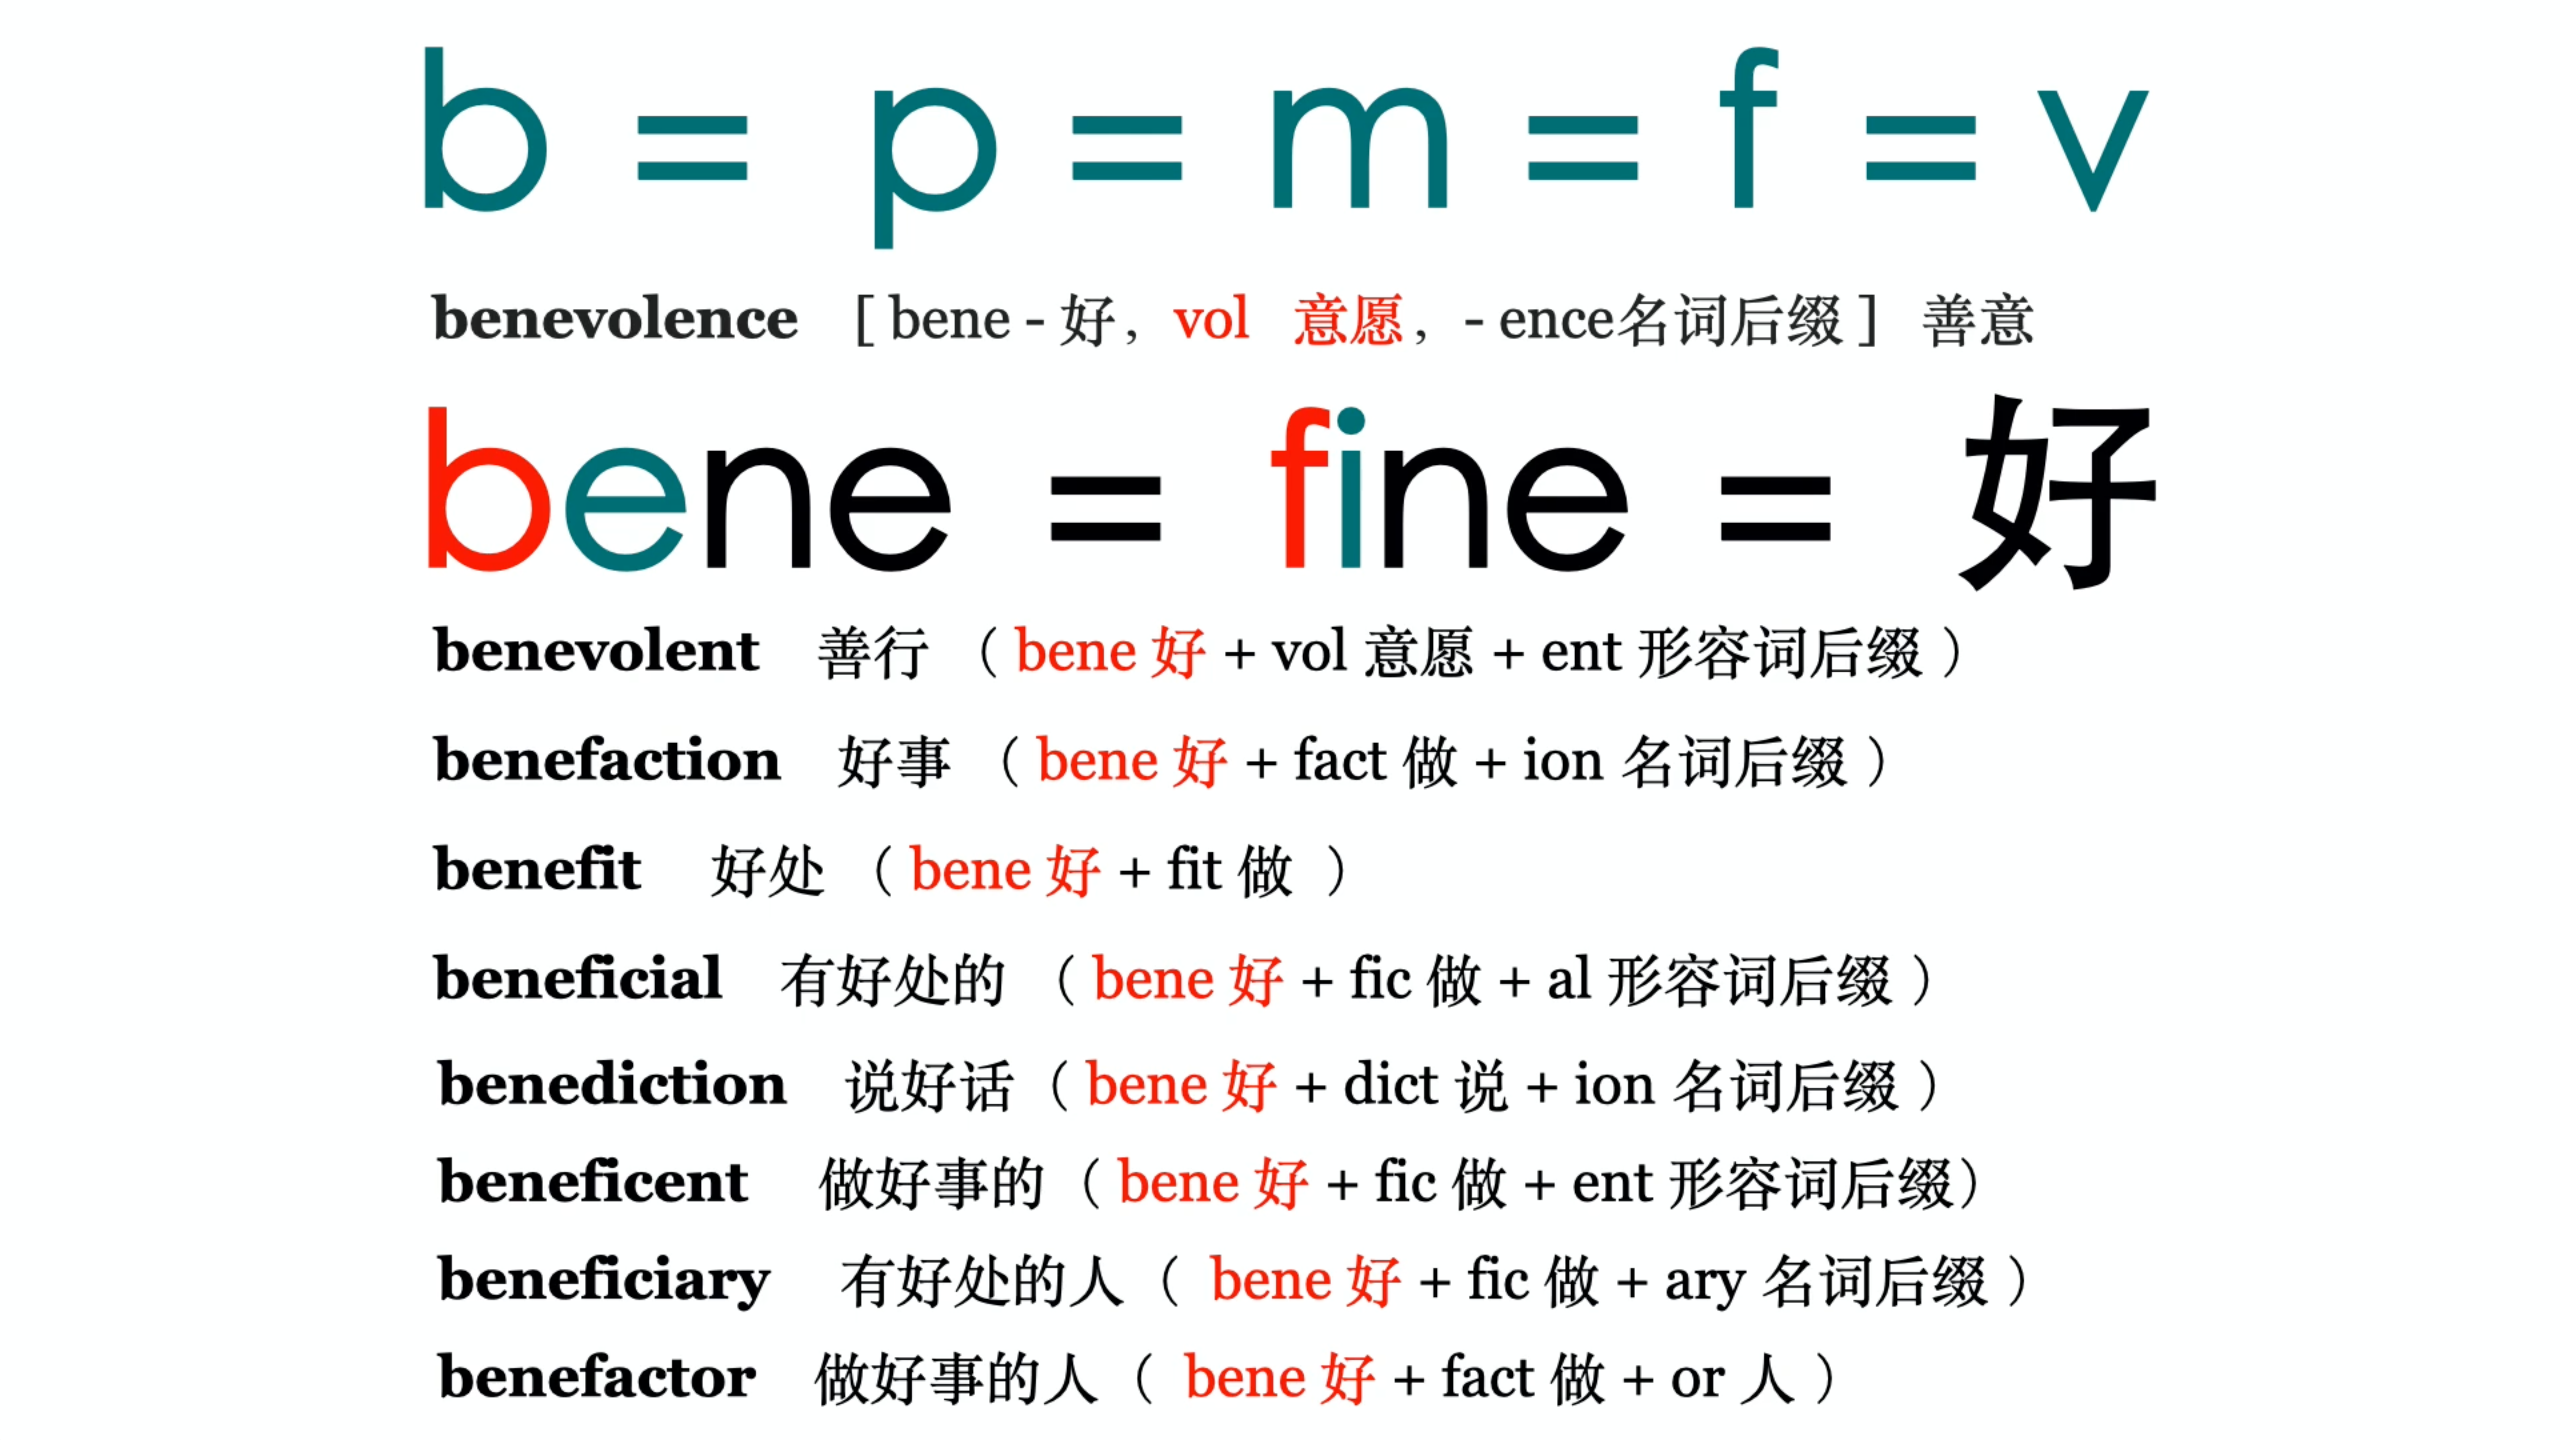 b = p = m = f = v
benevolence [ bene - 好, vol 意愿, - ence名词后缀 ] 善意
bene = fine = 好
benevolent 善行 （ bene 好 + vol 意愿 + ent 形容词后缀 ）
benefaction 好事 （ bene 好 + fact 做 + ion 名词后缀 ）
benefit 好处 （ bene 好 + fit 做 ）
beneficial 有好处的 （ bene 好 + fic 做 + al 形容词后缀 ）
benediction 说好话 （ bene 好 + dict 说 + ion 名词后缀 ）
beneficent 做好事的 （ bene 好 + fic 做 + ent 形容词后缀）
beneficiary 有好处的人 （ bene 好 + fic 做 + ary 名词后缀 ）
benefactor 做好事的人 （ bene 好 + fact 做 + or 人 ）